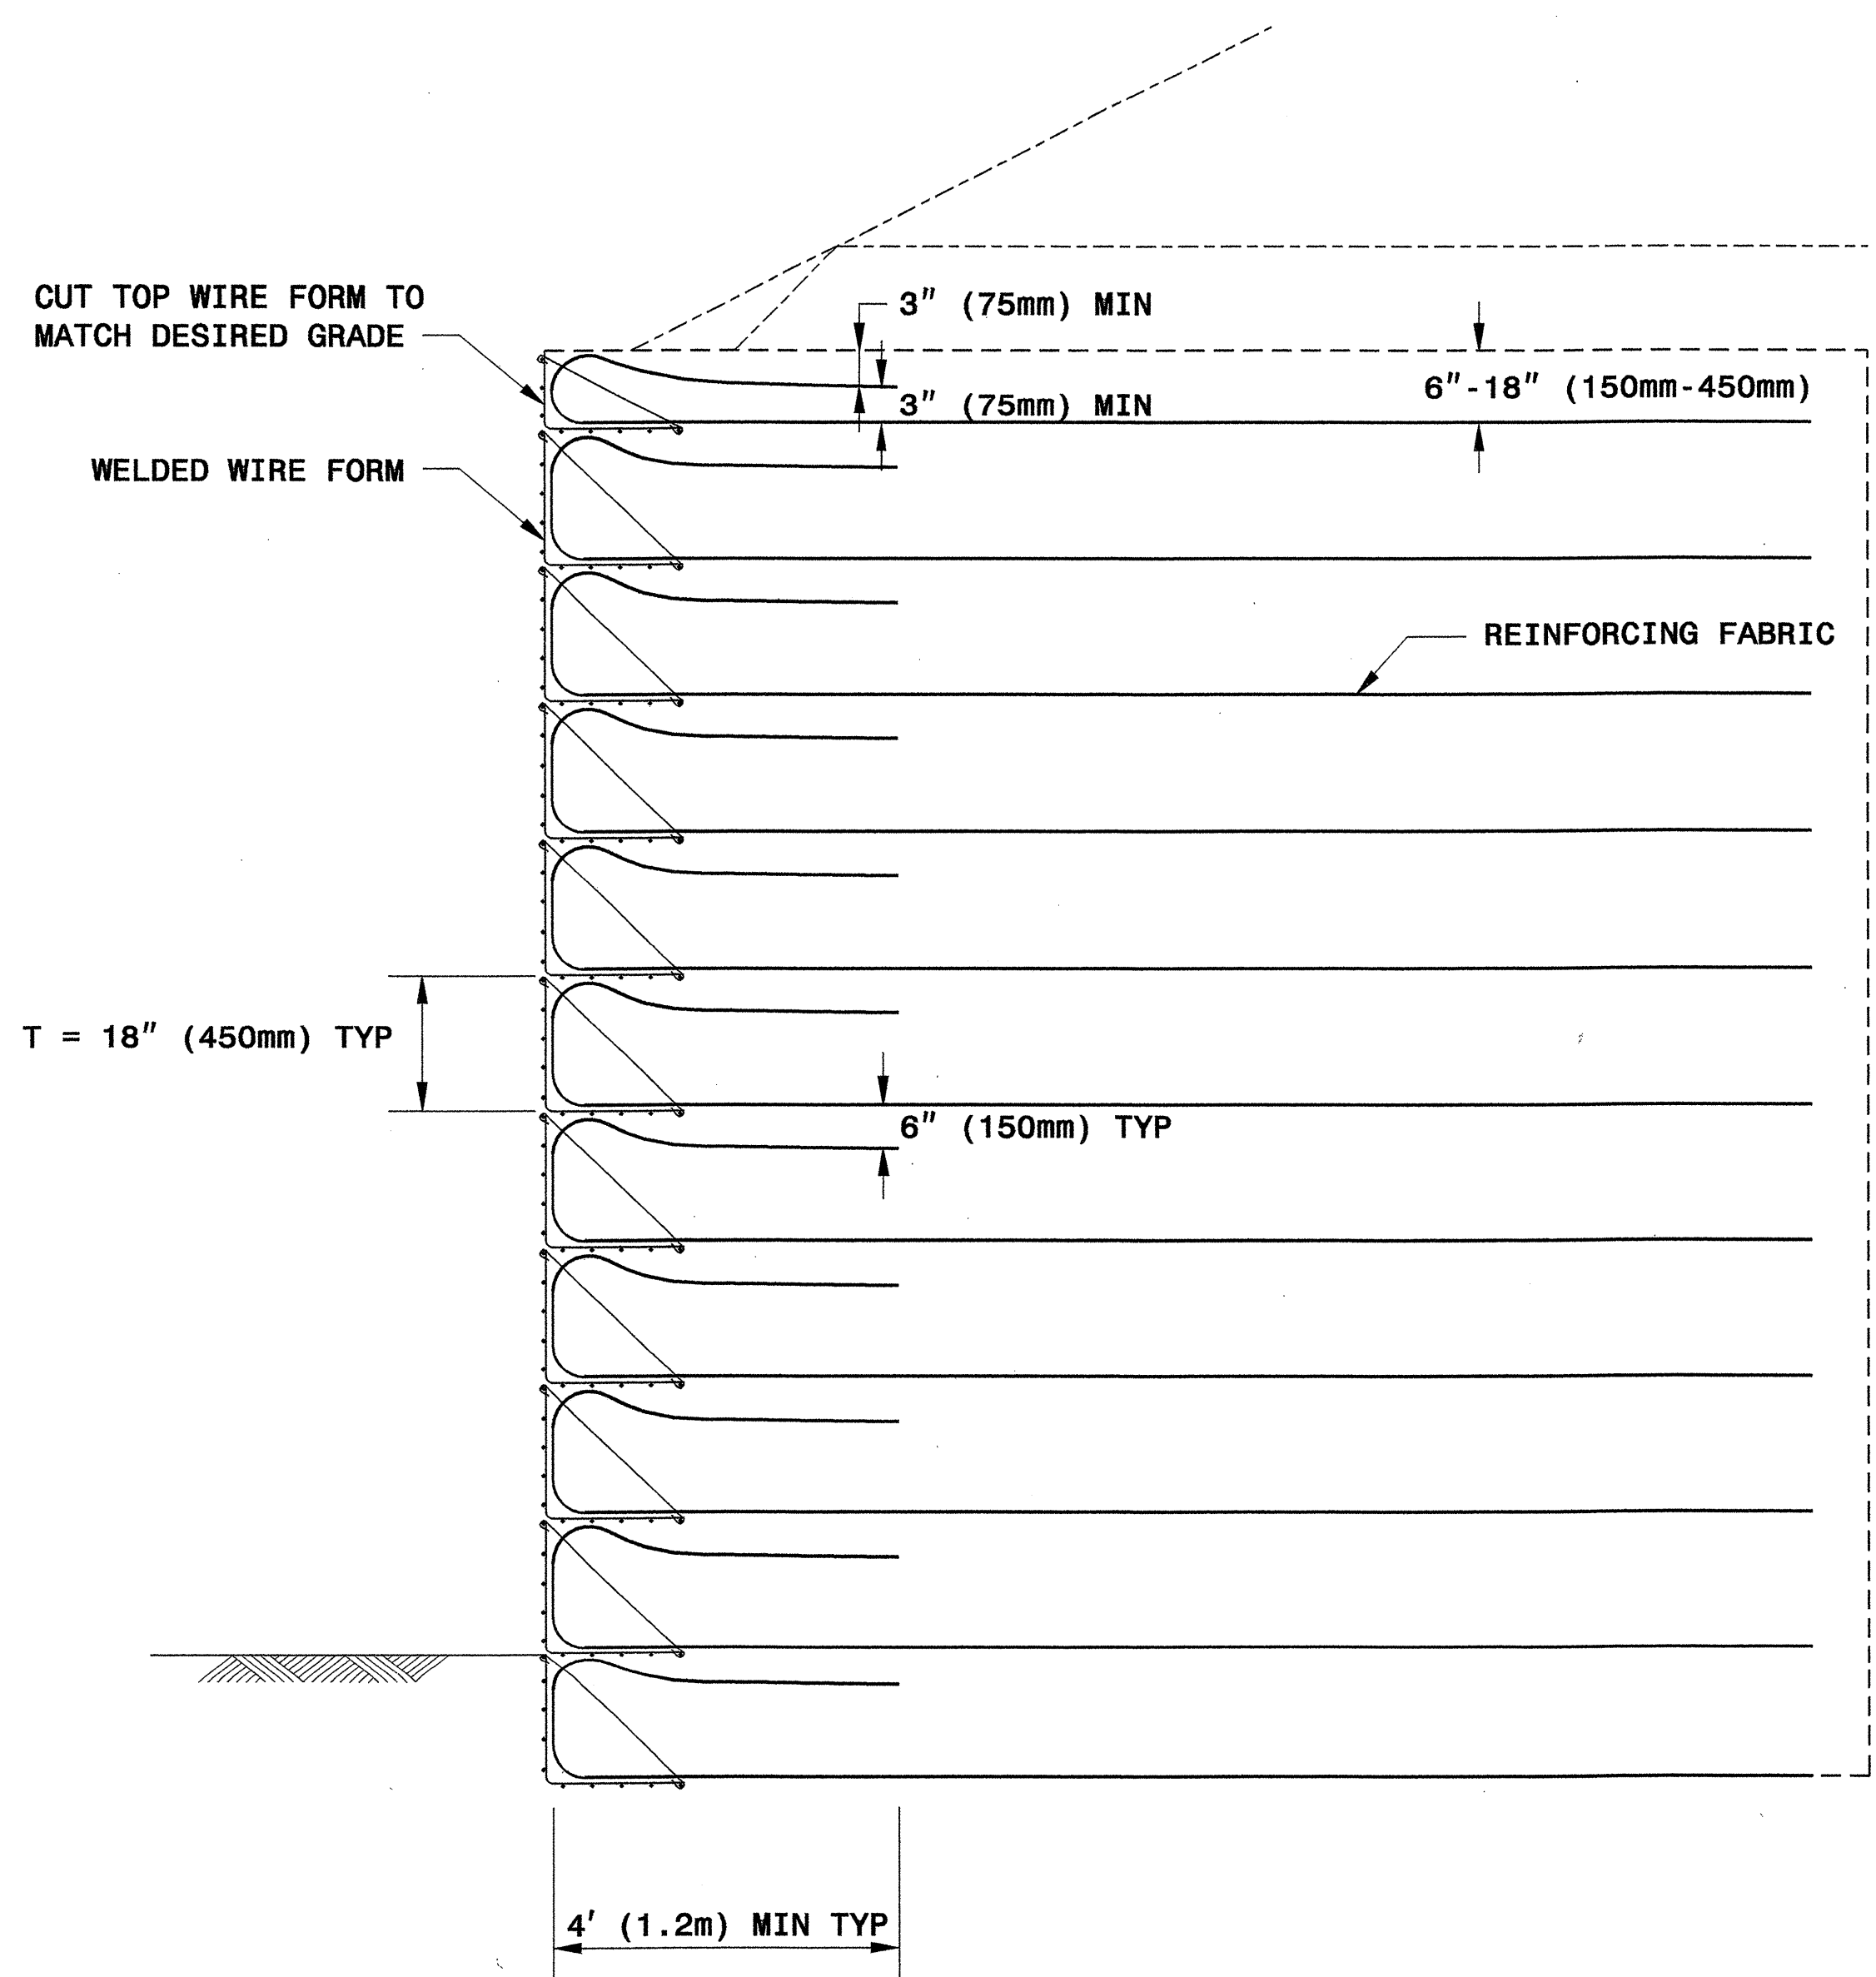 3" (75mm) MIN
CUT TOP WIRE FORM TO
MATCH DESIRED GRADE
6"-18" (150mm-450mm)
3" (75mm) MIN
WELDED WIRE FORM
REINFORCING FABRIC
T = 18" (450mm) TYP
6" (150mm) TYP
4' (1.2m) MIN TYP